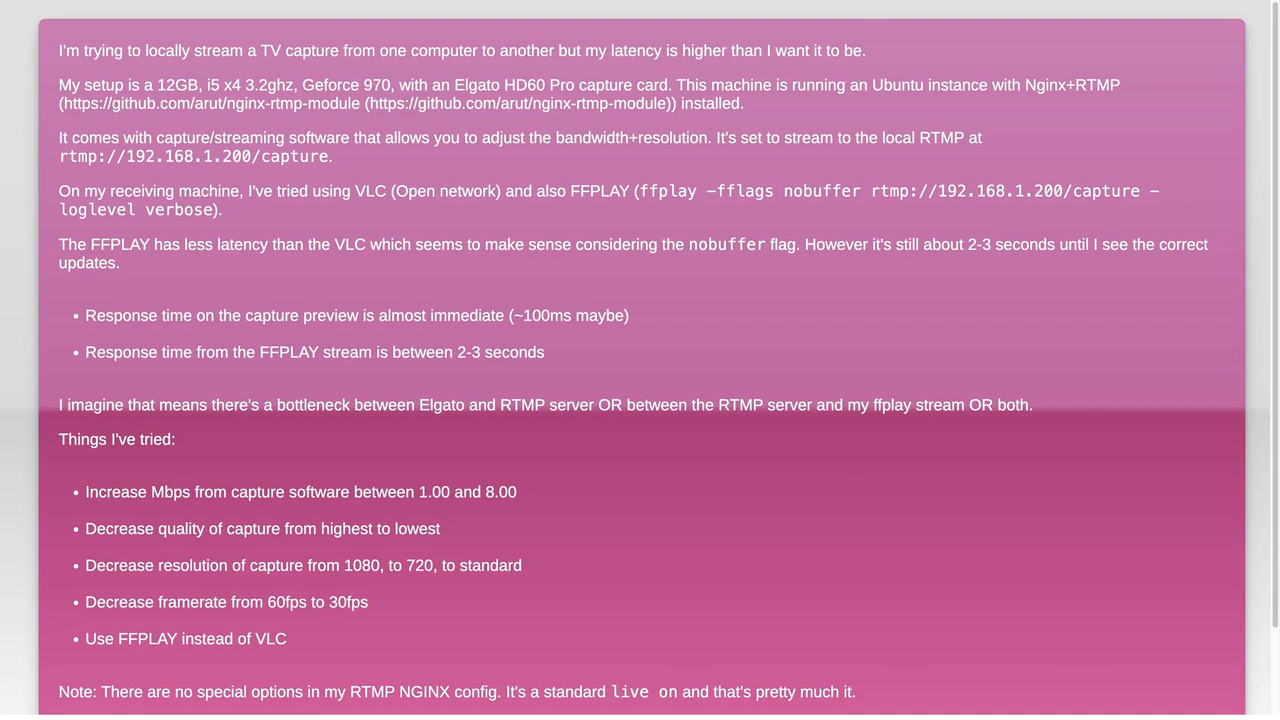 I'm trying to locally stream a TV capture from one computer to another but my latency is higher than I want it to be.
My setup is a 12GB, i5 x4 3.2ghz, Geforce 970, with an Elgato HD60 Pro capture card. This machine is running an Ubuntu instance with Nginx+RTMP
(https://github.com/arut/nginx-rtmp-module (https://github.com/arut/nginx-rtmp-module)) installed.
It comes with capture/streaming software that allows you to adjust the bandwidth+resolution. It's set to stream to the local RTMP at
rtmp://192.168.1.200/capture.
On my receiving machine, I've tried using VLC (Open network) and also FFPLAY (ffplay -fflags nobuffer rtmp://192.168.1.200/capture -
loglevel verbose).
The FFPLAY has less latency than the VLC which seems to make sense considering the nobuffer flag. However it's still about 2-3 seconds until I see the correct
updates.
• Response time on the capture preview is almost immediate (~100ms maybe)
• Response time from the FFPLAY stream is between 2-3 seconds
I imagine that means there's a bottleneck between Elgato and RTMP server OR between the RTMP server and my ffplay stream OR both.
Things I've tried:
• Increase Mbps from capture software between 1.00 and 8.00
• Decrease quality of capture from highest to lowest
• Decrease resolution of capture from 1080, to 720, to standard
• Decrease framerate from 60fps to 30fps
• Use FFPLAY instead of VLC
Note: There are no special options in my RTMP NGINX config. It's a standard live on and that's pretty much it.